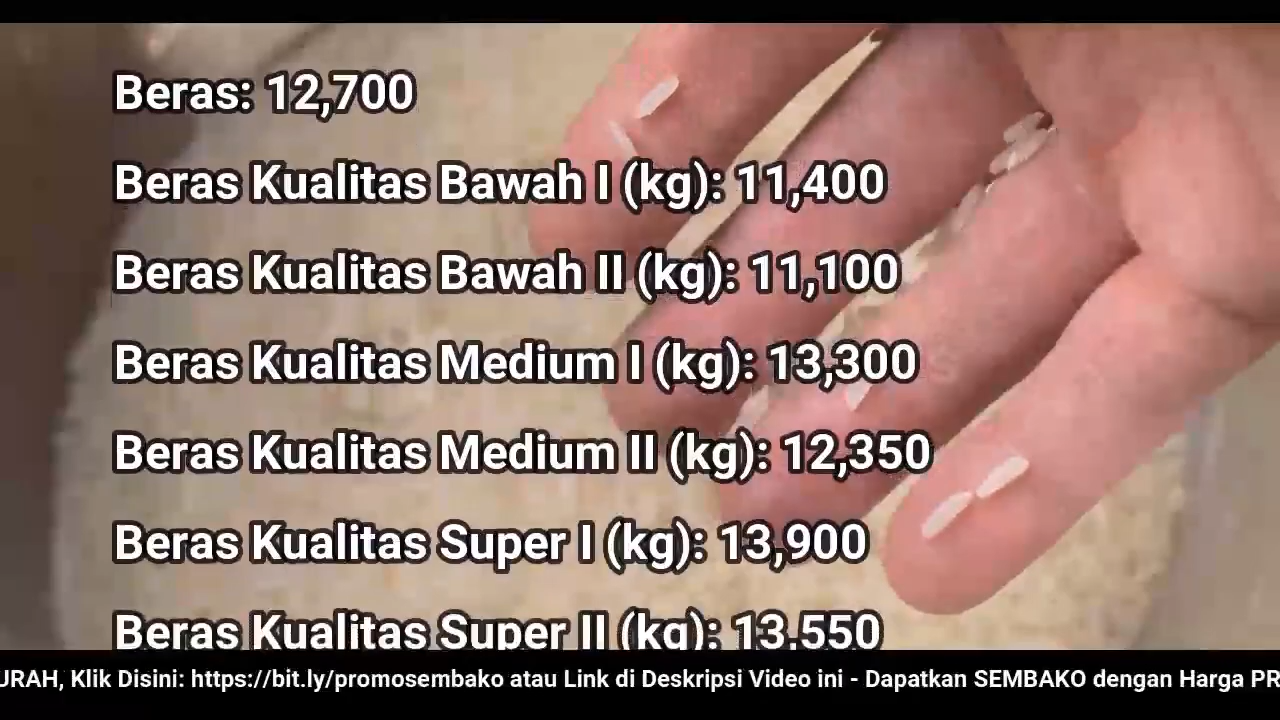 Beras: 12,700
Beras Kualitas Bawah I (kg): 11,400
Beras Kualitas Bawah II (kg): 11,100
Beras Kualitas Medium I (kg): 13,300
Beras Kualitas Medium II (kg): 12,350
Beras Kualitas Super I (kg): 13,900
Beras Kualitas Super II (kg): 13,550
URAH, Klik Disini: https://bit.ly/promosembako atau Link di Deskripsi Video ini - Dapatkan SEMBAKO dengan Harga PR